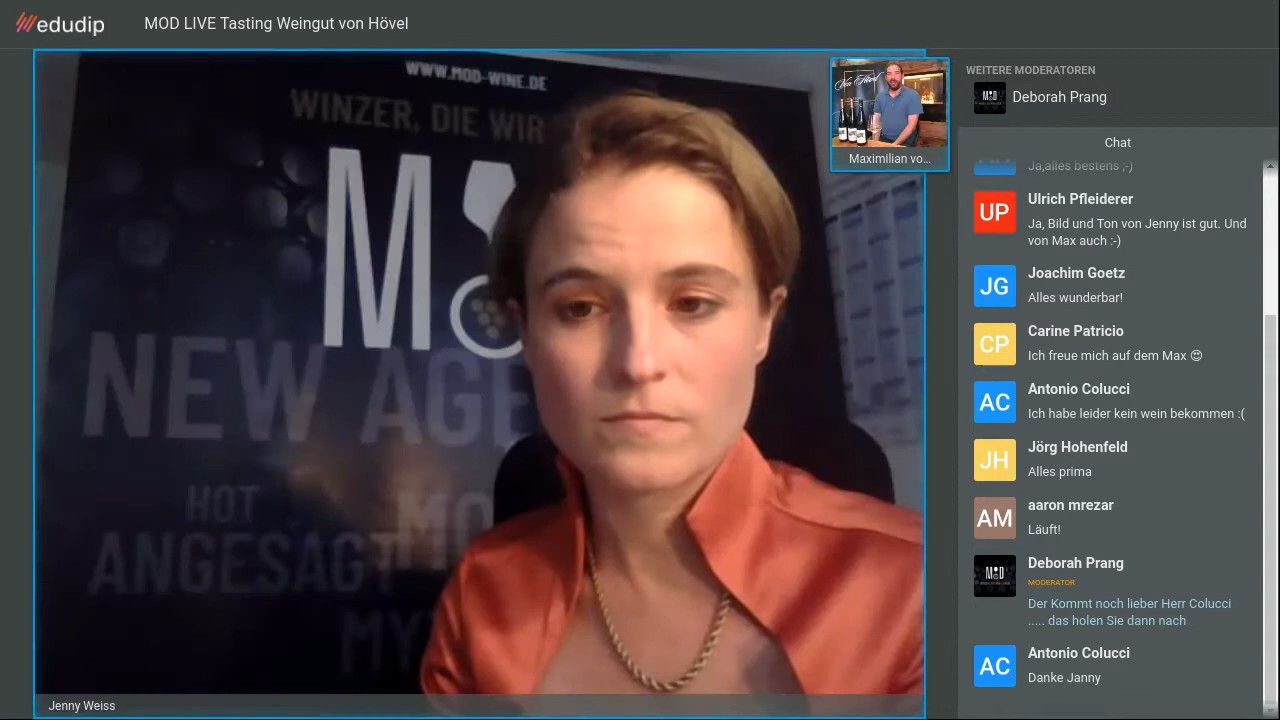 edudip
MOD LIVE Tasting Weingut von Hövel
WWW.MOD-WINE.DE
WINZER, DIE WIR
M
NEW AGE
HOT
MO
ANGESAGT
MY
Jenny Weiss
Maximilian vo...
WEITERE MODERATOREN
Deborah Prang
Chat
Ja,alles bestens ;-)
UP
Ulrich Pfleiderer
Ja, Bild und Ton von Jenny ist gut. Und
von Max auch :-)
JG
Joachim Goetz
Alles wunderbar!
CP
Carine Patricio
Ich freue mich auf dem Max 😍
AC
Antonio Colucci
Ich habe leider kein wein bekommen :(
JH
Jörg Hohenfeld
Alles prima
AM
aaron mrezar
Läuft!
Deborah Prang
MODERATOR
Der Kommt noch lieber Herr Colucci
..... das holen Sie dann nach
AC
Antonio Colucci
Danke Janny